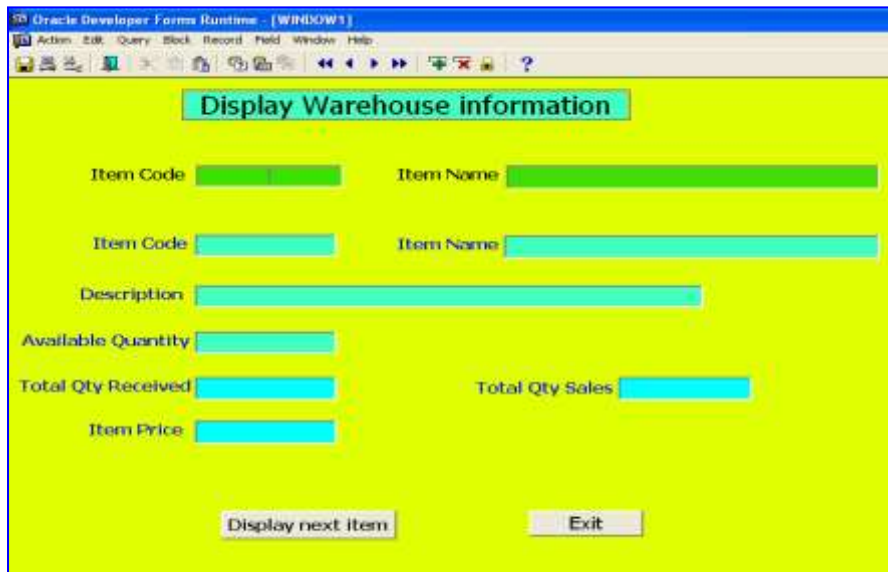 Oracle Developer Forms Runtime - [WINDOW1]
Action Edit Query Block Record Field Window Help
Display Warehouse information
Item Code Item Name
Item Code Item Name
Description
Available Quantity
Total Qty Received Total Qty Sales
Item Price
Display next item Exit